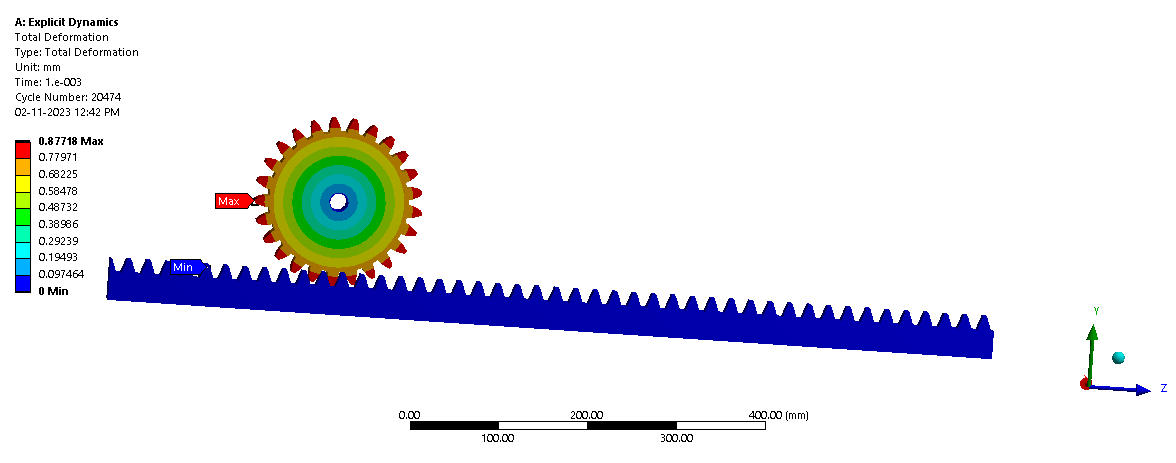 A: Explicit Dynamics
Total Deformation
Type: Total Deformation
Unit: mm
Time: 1.e-003
Cycle Number: 20474
02-11-2023 12:42 PM
0.87718 Max
0.77971
0.68225
0.58478
0.48732
0.38986
0.29239
0.19493
0.097464
0 Min
Max
Min
Y
Z
0.00 200.00 400.00 (mm)
100.00 300.00